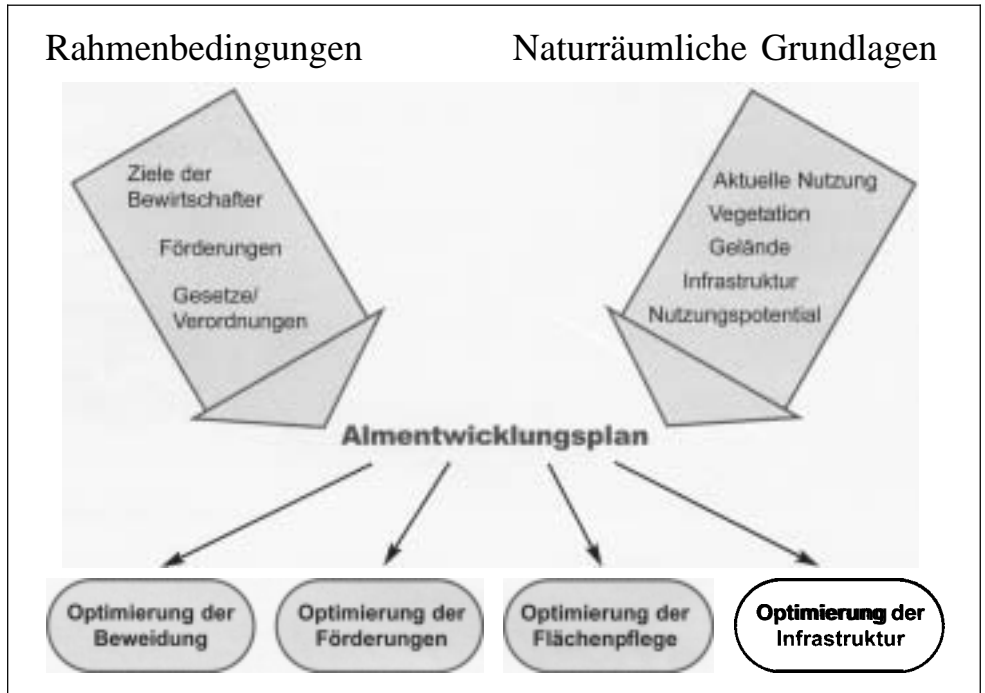 Rahmenbedingungen
Naturräumliche Grundlagen
Ziele der
Bewirtschafter
Förderungen
Gesetze/
Verordnungen
Aktuelle Nutzung
Vegetation
Gelände
Infrastruktur
Nutzungspotential
Almentwicklungsplan
Optimierung der
Beweidung
Optimierung der
Förderungen
Optimierung der
Flächenpflege
Optimierung der
Infrastruktur